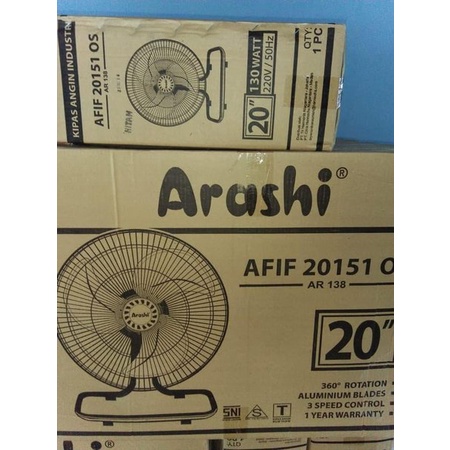 KIPAS ANGIN INDUSTRI
AFIF 20151 OS
AR 138
20"
130 WATT
220V / 50Hz
QTY:
1 PC
Arashi®
AFIF 20151 O
AR 138
Arashi
20"
360° ROTATION
ALUMINIUM BLADES
3 SPEED CONTROL
1 YEAR WARRANTY
SNI
S
T